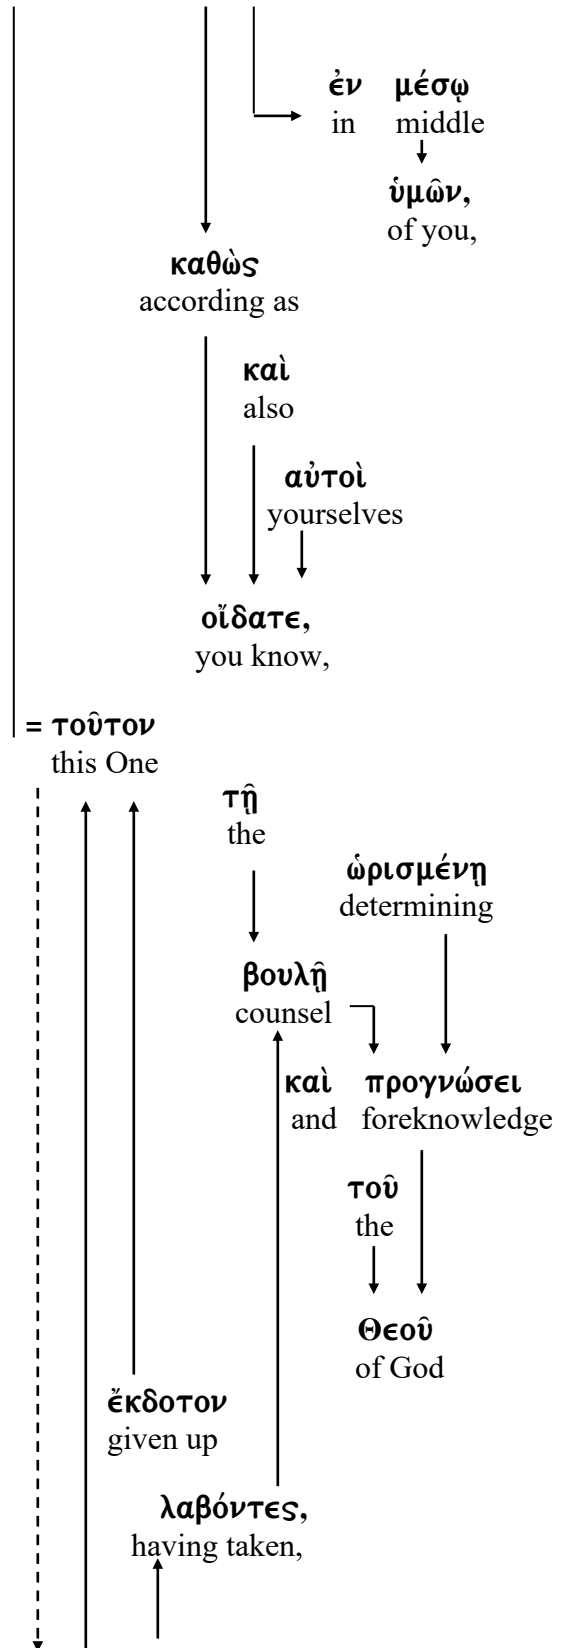 ἐν μέσῳ
in middle
ὑμῶν,
of you,
καθὼς
according as
καὶ
also
αὐτοὶ
yourselves
οἴδατε,
you know,
= τοῦτον
this One
τῇ
the
ὡρισμένῃ
determining
βουλῇ
counsel
καὶ προγνώσει
and foreknowledge
τοῦ
the
Θεοῦ
of God
ἔκδοτον
given up
λαβόντες,
having taken,